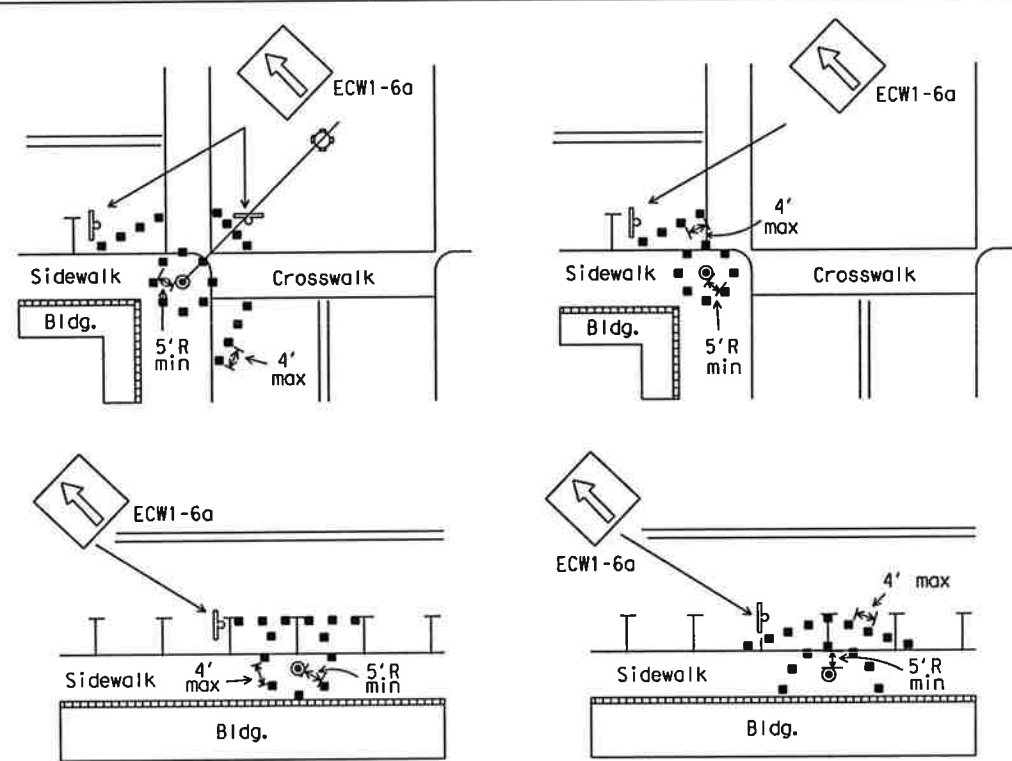 ECW1-6a
Sidewalk
Crosswalk
Bldg.
5'R
min
4'
max
ECW1-6a
4'
max
Sidewalk
Crosswalk
Bldg.
5'R
min
ECW1-6a
Sidewalk
4'
max
5'R
min
Bldg.
ECW1-6a
4' max
Sidewalk
5'R
min
Bldg.